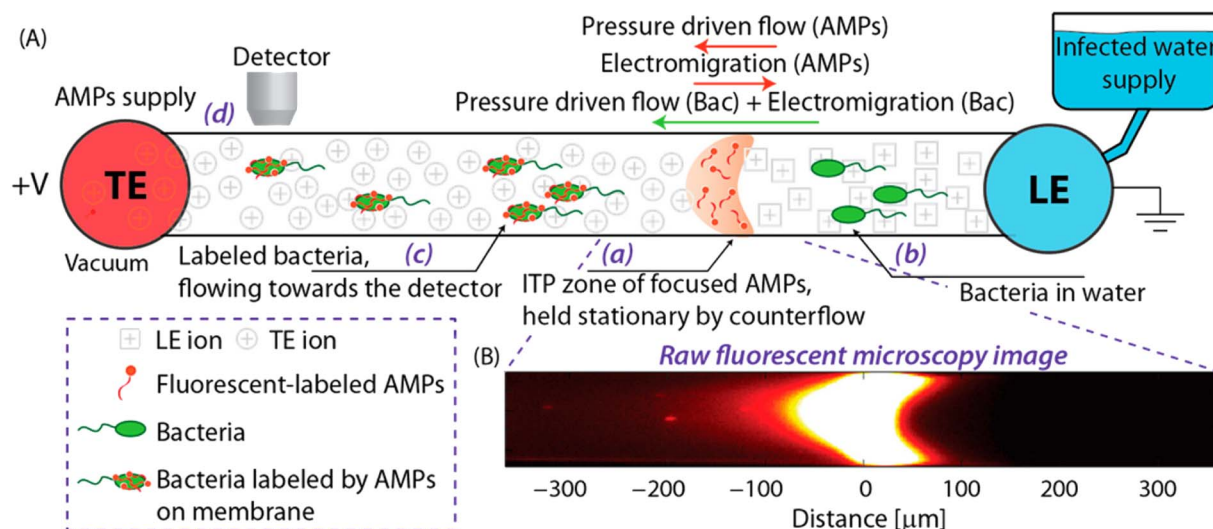 (A)
Pressure driven flow (AMPs)
Electromigration (AMPs)
Pressure driven flow (Bac) + Electromigration (Bac)
Infected water
supply
Detector
AMPs supply
(d)
+V
TE
LE
Vacuum
Labeled bacteria,
flowing towards the detector
(c)
(a)
ITP zone of focused AMPs,
held stationary by counterflow
(b)
Bacteria in water
LE ion
TE ion
Fluorescent-labeled AMPs
Bacteria
Bacteria labeled by AMPs
on membrane
(B)
Raw fluorescent microscopy image
−300 −200 −100 0 100 200 300
Distance [μm]